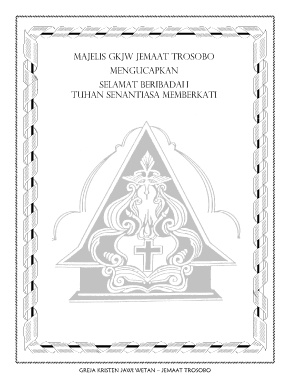 MAJELIS GKJW JEMAAT TROSOBO
MENGUCAPKAN
SELAMAT BERIBADAH
TUHAN SENANTIASA MEMBERKATI
GREJA KRISTEN JAWI WETAN – JEMAAT TROSOBO